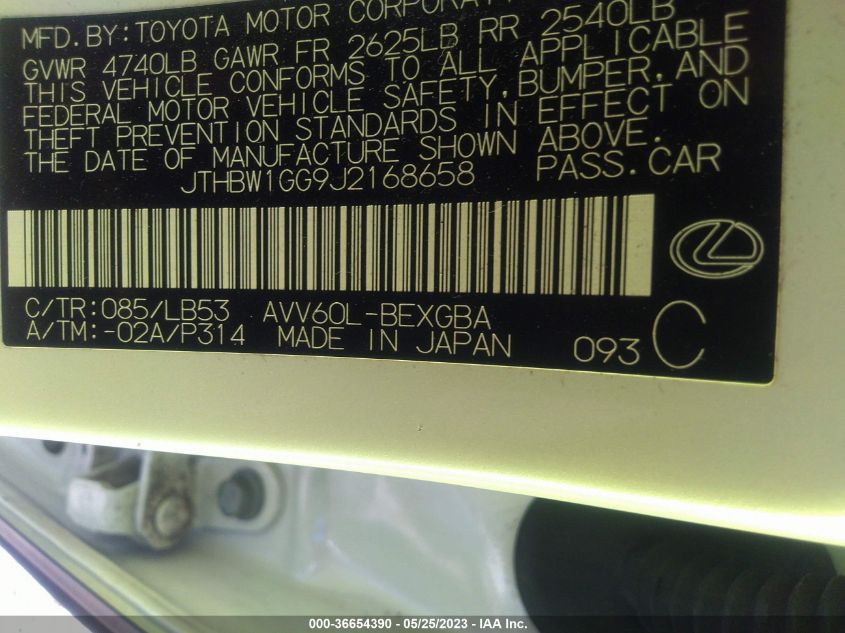 MFD.BY:TOYOTA MOTOR
GVWR 4740LB GAWR FR 2625LB RR 2540LB
THIS VEHICLE CONFORMS TO ALL APPLICABLE
FEDERAL MOTOR VEHICLE SAFETY,BUMPER,AND
THEFT PREVENTION STANDARDS IN EFFECT ON
THE DATE OF MANUFACTURE SHOWN ABOVE.
JTHBW1GG9J2168658 PASS.CAR
C/TR:085/LB53 AVV60L-BEXGBA
A/TM:-02A/P314 MADE IN JAPAN 093 C
000-36654390 - 05/25/2023 - IAA Inc.